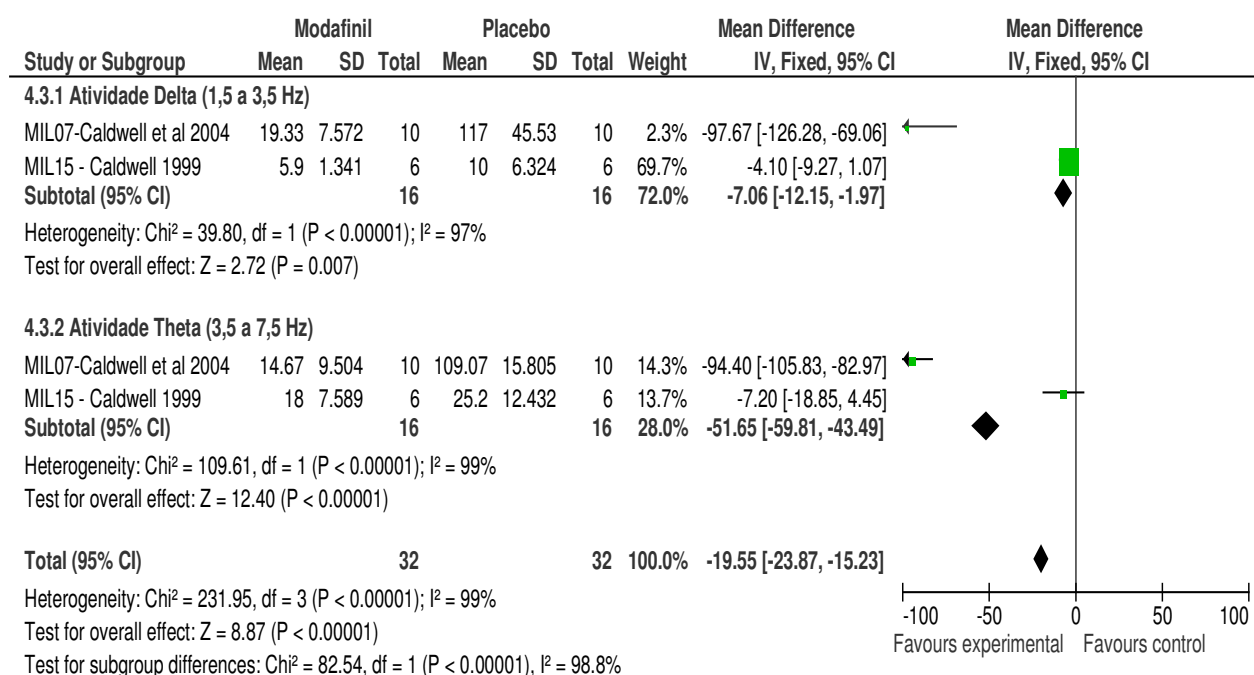 Modafinil Placebo Mean Difference Mean Difference
Study or Subgroup Mean SD Total Mean SD Total Weight IV, Fixed, 95% CI IV, Fixed, 95% CI
4.3.1 Atividade Delta (1,5 a 3,5 Hz)
MIL07-Caldwell et al 2004 19.33 7.572 10 117 45.53 10 2.3% -97.67 [-126.28, -69.06]
MIL15 - Caldwell 1999 5.9 1.341 6 10 6.324 6 69.7% -4.10 [-9.27, 1.07]
Subtotal (95% CI) 16 16 72.0% -7.06 [-12.15, -1.97]
Heterogeneity: Chi² = 39.80, df = 1 (P < 0.00001); I² = 97%
Test for overall effect: Z = 2.72 (P = 0.007)
4.3.2 Atividade Theta (3,5 a 7,5 Hz)
MIL07-Caldwell et al 2004 14.67 9.504 10 109.07 15.805 10 14.3% -94.40 [-105.83, -82.97]
MIL15 - Caldwell 1999 18 7.589 6 25.2 12.432 6 13.7% -7.20 [-18.85, 4.45]
Subtotal (95% CI) 16 16 28.0% -51.65 [-59.81, -43.49]
Heterogeneity: Chi² = 109.61, df = 1 (P < 0.00001); I² = 99%
Test for overall effect: Z = 12.40 (P < 0.00001)
Total (95% CI) 32 32 100.0% -19.55 [-23.87, -15.23]
Heterogeneity: Chi² = 231.95, df = 3 (P < 0.00001); I² = 99%
Test for overall effect: Z = 8.87 (P < 0.00001)
Test for subgroup differences: Chi² = 82.54, df = 1 (P < 0.00001), I² = 98.8%
-100 -50 0 50 100
Favours experimental Favours control